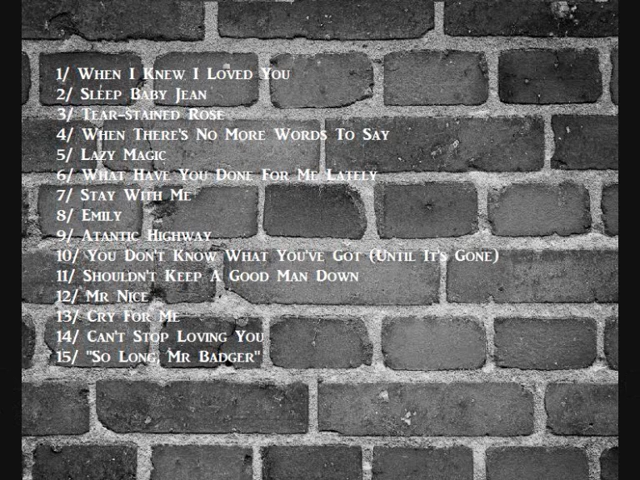 1/ When I Knew I Loved You
2/ Sleep Baby Jean
3/ Tear-Stained Rose
4/ When There's No More Words To Say
5/ Lazy Magic
6/ What Have You Done For Me Lately
7/ Stay With Me
8/ Emily
9/ Atantic Highway
10/ You Don't Know What You've Got (Until It's Gone)
11/ Shouldn't Keep A Good Man Down
12/ Mr Nice
13/ Cry For Me
14/ Can't Stop Loving You
15/ "So Long, Mr Badger"